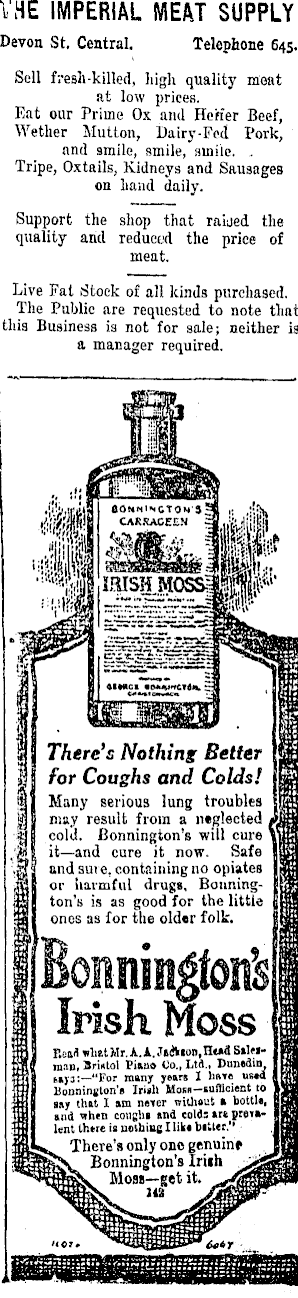 THE IMPERIAL MEAT SUPPLY
Devon St. Central. Telephone 645.
Sell fresh-killed, high quality meat
at low prices.
Eat our Prime Ox and Heifer Beef,
Wether Mutton, Dairy-Fed Pork,
and smile, smile, smile. .
Tripe, Oxtails, Kidneys and Sausages
on hand daily.
Support the shop that raised the
quality and reduced the price of
meat.
Live Fat Stock of all kinds purchased.
The Public are requested to note that
this Business is not for sale; neither is
a manager required.
BONNINGTON'S
CARRAGEEN
IRISH MOSS
GEORGE BONNINGTON,
CHRISTCHURCH
There's Nothing Better
for Coughs and Colds!
Many serious lung troubles
may result from a neglected
cold. Bonnington's will cure
it—and cure it now. Safe
and sure, containing no opiates
or harmful drugs, Bonning-
ton's is as good for the little
ones as for the older folk.
Bonnington's
Irish Moss
Read what Mr. A. A. Jackson, Head Sales-
man, Bristol Piano Co., Ltd., Dunedin,
says:—"For many years I have used
Bonnington's Irish Moss—sufficient to
say that I am never without a bottle,
and when coughs and colds are preva-
lent there is nothing I like better."
There's only one genuine
Bonnington's Irish
Moss—get it.
142